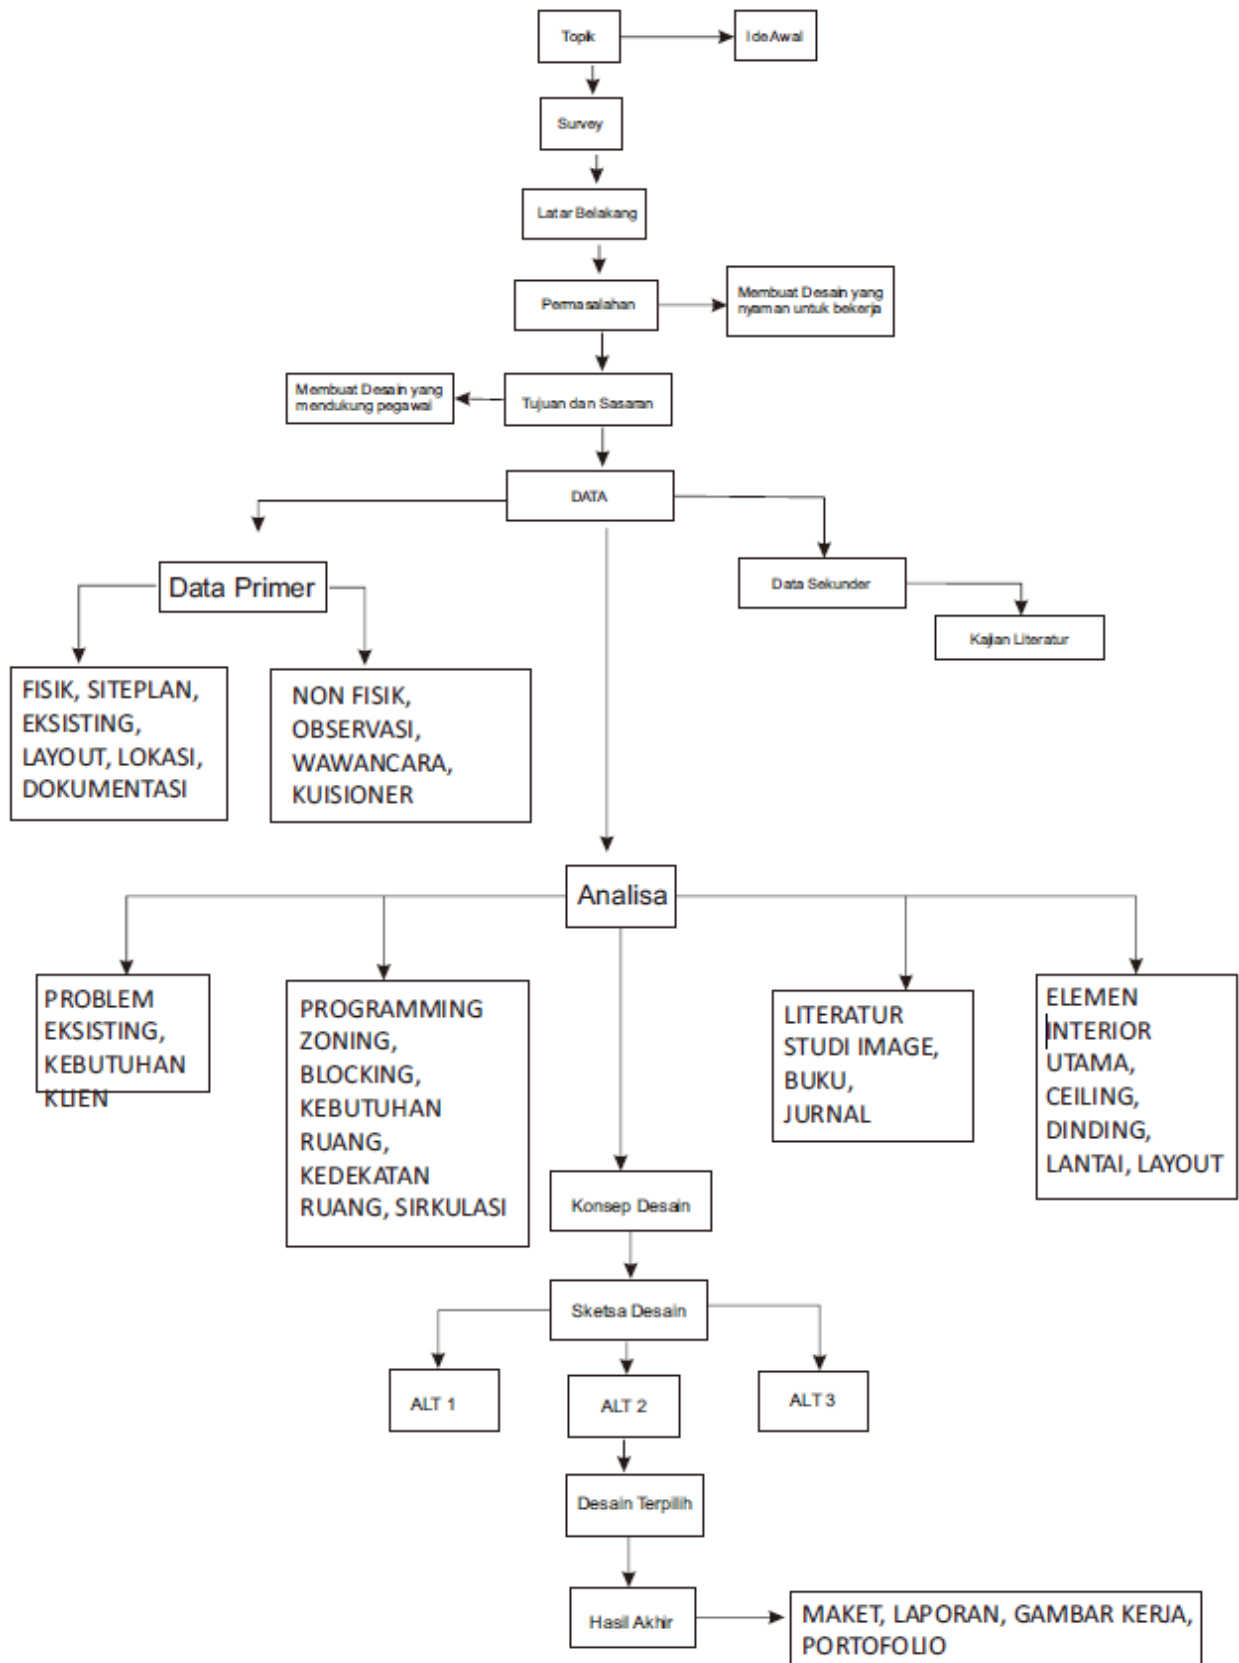 Topik
Ide Awal
Survey
Latar Belakang
Permasalahan
Membuat Desain yang
nyaman untuk bekerja
Membuat Desain yang
mendukung pegawai
Tujuan dan Sasaran
DATA
Data Primer
Data Sekunder
Kajian Literatur
FISIK, SITEPLAN,
EKSISTING,
LAYOUT, LOKASI,
DOKUMENTASI
NON FISIK,
OBSERVASI,
WAWANCARA,
KUISIONER
Analisa
PROBLEM
EKSISTING,
KEBUTUHAN
KLIEN
PROGRAMMING
ZONING,
BLOCKING,
KEBUTUHAN
RUANG,
KEDEKATAN
RUANG, SIRKULASI
LITERATUR
STUDI IMAGE,
BUKU,
JURNAL
ELEMEN
INTERIOR
UTAMA,
CEILING,
DINDING,
LANTAI, LAYOUT
Konsep Desain
Sketsa Desain
ALT 1
ALT 2
ALT 3
Desain Terpilih
Hasil Akhir
MAKET, LAPORAN, GAMBAR KERJA,
PORTOFOLIO